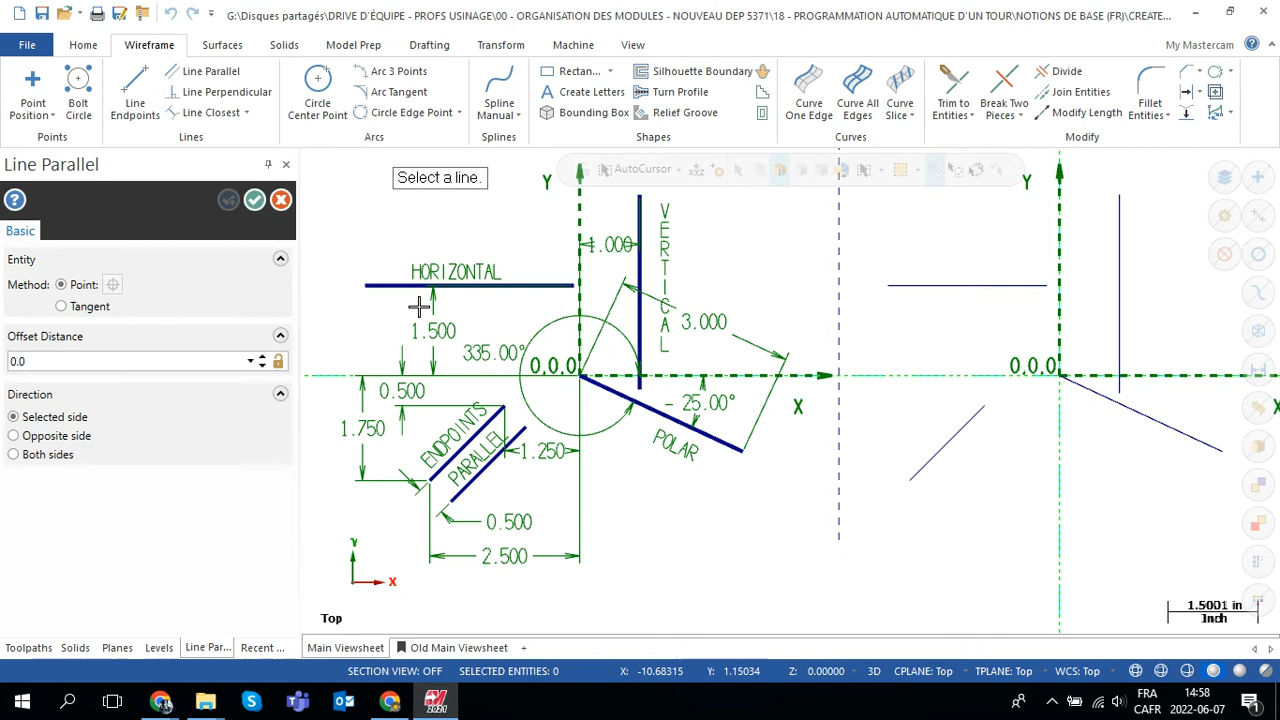 G:\Disques partagés\DRIVE D'ÉQUIPE - PROFS USINAGE\00 - ORGANISATION DES MODULES - NOUVEAU DEP 5371\18 - PROGRAMMATION AUTOMATIQUE D'UN TOUR\NOTIONS DE BASE (FR)\CREATE...
File Home Wireframe Surfaces Solids Model Prep Drafting Transform Machine View My Mastercam
Point Position
Bolt Circle
Points
Line Endpoints
Line Parallel
Line Perpendicular
Line Closest
Lines
Circle Center Point
Arc 3 Points
Arc Tangent
Circle Edge Point
Arcs
Spline Manual
Splines
Rectan...
Create Letters
Bounding Box
Silhouette Boundary
Turn Profile
Relief Groove
Shapes
Curve One Edge
Curve All Edges
Curve Slice
Curves
Trim to Entities
Break Two Pieces
Divide
Join Entities
Modify Length
Fillet Entities
Modify
Line Parallel
Basic
Entity
Method: Point:
Tangent
Offset Distance
0.0
Direction
Selected side
Opposite side
Both sides
Select a line.
AutoCursor
Y
Y
1.000
VERTICAL
HORIZONTAL
1.500
3.000
335.00°
0,0,0
0,0,0
0.500
- 25.00°
X
X
1.750
ENDPOINTS
PARALLEL
POLAR
1.250
0.500
2.500
Y
X
Top
1.5001 in
Inch
Toolpaths Solids Planes Levels Line Par... Recent ...
Main Viewsheet Old Main Viewsheet +
SECTION VIEW: OFF SELECTED ENTITIES: 0 X: -10.68315 Y: 1.15034 Z: 0.00000 3D CPLANE: Top TPLANE: Top WCS: Top
2021
FRA
CAFR
14:58
2022-06-07
1